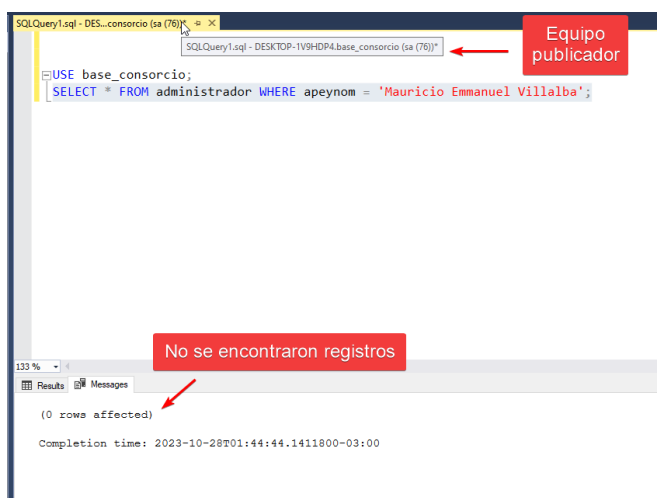 SQLQuery1.sql - DES...consorcio (sa (76))*
SQLQuery1.sql - DESKTOP-1V9HDP4.base_consorcio (sa (76))*
Equipo
publicador
USE base_consorcio;
SELECT * FROM administrador WHERE apeynom = 'Mauricio Emmanuel Villalba';
No se encontraron registros
133 %
Results Messages
(0 rows affected)
Completion time: 2023-10-28T01:44:44.1411800-03:00